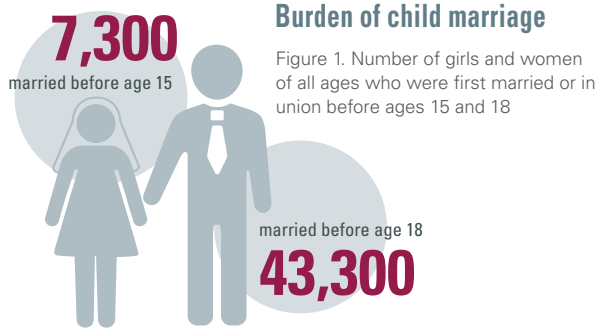 7,300
married before age 15
Burden of child marriage
Figure 1. Number of girls and women
of all ages who were first married or in
union before ages 15 and 18
married before age 18
43,300